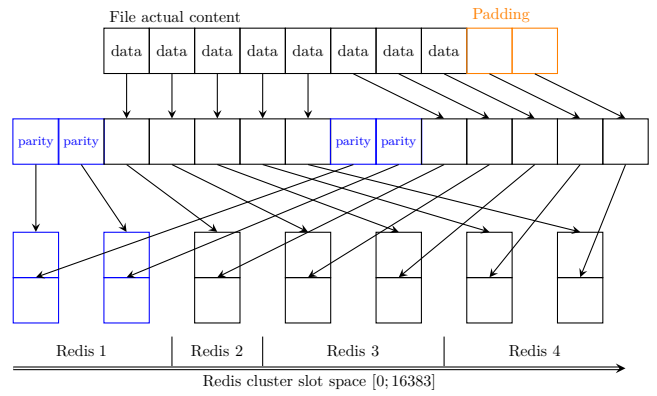 File actual content
Padding
data data data data data data data data
parity parity parity parity
Redis 1 Redis 2 Redis 3 Redis 4
Redis cluster slot space [0; 16383]